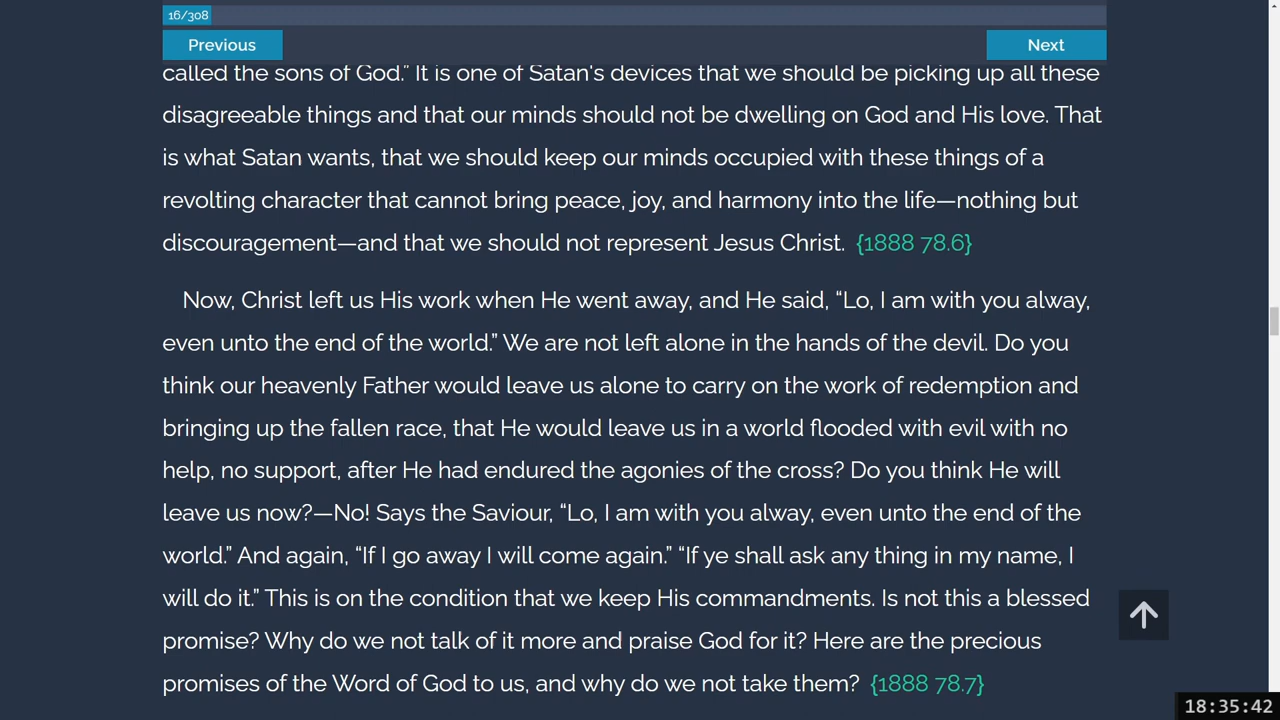 16/308
Previous
Next
called the sons of God.” It is one of Satan's devices that we should be picking up all these
disagreeable things and that our minds should not be dwelling on God and His love. That
is what Satan wants, that we should keep our minds occupied with these things of a
revolting character that cannot bring peace, joy, and harmony into the life—nothing but
discouragement—and that we should not represent Jesus Christ. {1888 78.6}
Now, Christ left us His work when He went away, and He said, “Lo, I am with you alway,
even unto the end of the world.” We are not left alone in the hands of the devil. Do you
think our heavenly Father would leave us alone to carry on the work of redemption and
bringing up the fallen race, that He would leave us in a world flooded with evil with no
help, no support, after He had endured the agonies of the cross? Do you think He will
leave us now?—No! Says the Saviour, “Lo, I am with you alway, even unto the end of the
world.” And again, “If I go away I will come again.” “If ye shall ask any thing in my name, I
will do it.” This is on the condition that we keep His commandments. Is not this a blessed
promise? Why do we not talk of it more and praise God for it? Here are the precious
promises of the Word of God to us, and why do we not take them? {1888 78.7}
18:35:42